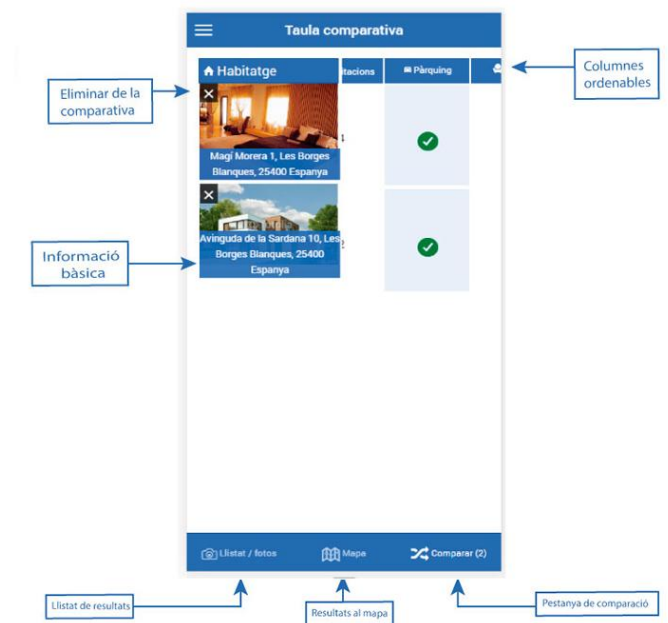 Taula comparativa
Habitatge
itacions
Pàrquing
Columnes
ordenables
Eliminar de la
comparativa
Magí Morera 1, Les Borges
Blanques, 25400 Espanya
Avinguda de la Sardana 10, Les
Borges Blanques, 25400
Espanya
2
Informació
bàsica
Llistat / fotos
Mapa
Comparar (2)
Llistat de resultats
Resultats al mapa
Pestanya de comparació